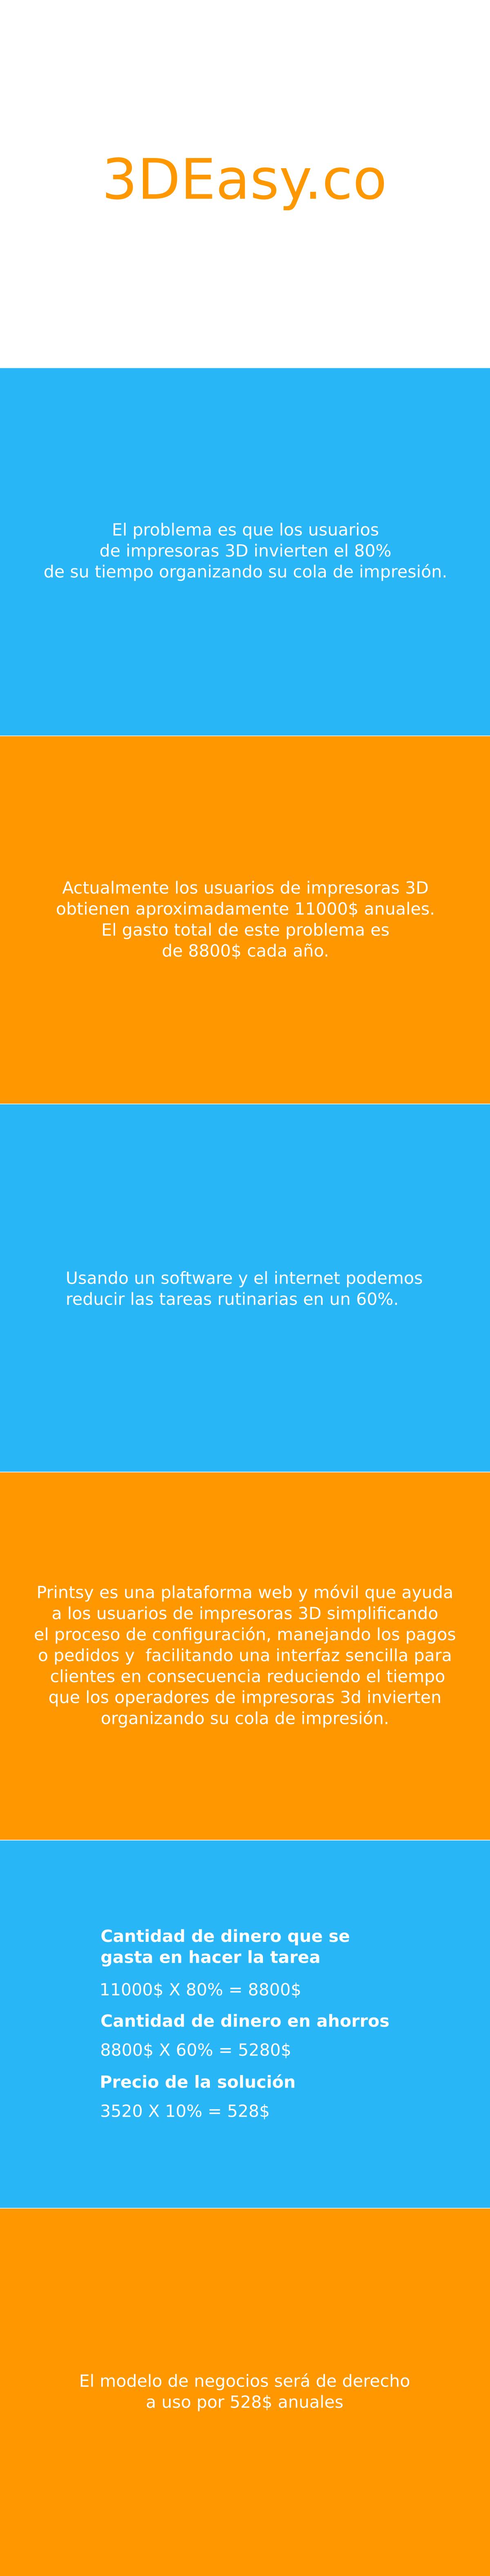 3DEasy.co
El problema es que los usuarios
de impresoras 3D invierten el 80%
de su tiempo organizando su cola de impresión.
Actualmente los usuarios de impresoras 3D
obtienen aproximadamente 11000$ anuales.
El gasto total de este problema es
de 8800$ cada año.
Usando un software y el internet podemos
reducir las tareas rutinarias en un 60%.
Printsy es una plataforma web y móvil que ayuda
a los usuarios de impresoras 3D simplificando
el proceso de configuración, manejando los pagos
o pedidos y  facilitando una interfaz sencilla para
clientes en consecuencia reduciendo el tiempo
que los operadores de impresoras 3d invierten
organizando su cola de impresión.
Cantidad de dinero que se
gasta en hacer la tarea
11000$ X 80% = 8800$
Cantidad de dinero en ahorros
8800$ X 60% = 5280$
Precio de la solución
3520 X 10% = 528$
El modelo de negocios será de derecho
a uso por 528$ anuales